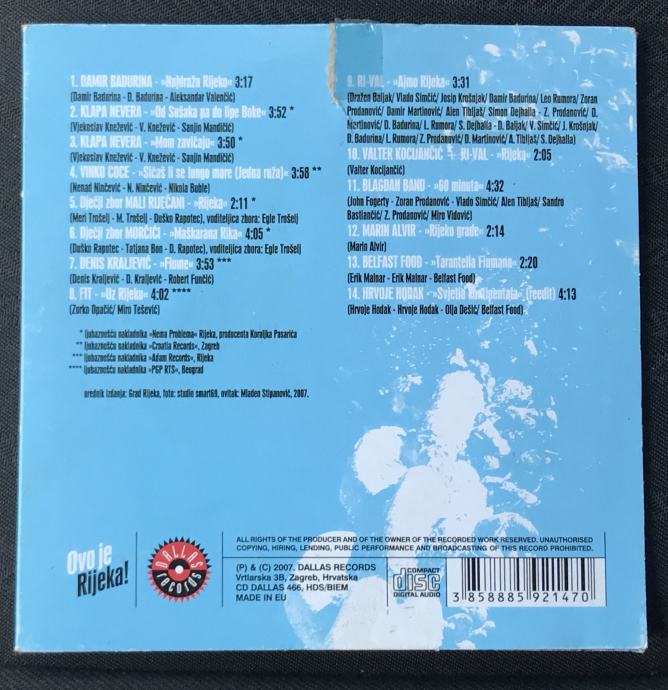 1. DAMIR BADURINA - »Najdraža Rijeko« 3:17
(Damir Badurina - D. Badurina - Aleksandar Valenčić)
2. KLAPA NEVERA - »Od Sušaka pa do lipe Boke« 3:52 *
(Vjekoslav Knežević - V. Knežević - Sanjin Mandičić)
3. KLAPA NEVERA - »Mom zavičaju« 3:50 *
(Vjekoslav Knežević - V. Knežević - Sanjin Mandičić)
4. VINKO COCE - »Sićaš li se lungo mare (Jedna ruža)« 3:58 **
(Nenad Ninčević - N. Ninčević - Nikola Buble)
5. Dječji zbor MALI RIJEČANI - »Rijeka« 2:11 *
(Meri Trošelj - M. Trošelj - Duško Rapotec), voditeljica zbora: Egle Trošelj
6. Dječji zbor MORČIĆI - »Maškarana Rika« 4:05 *
(Duško Rapotec - Tatjana Bon - D. Rapotec), voditeljica zbora: Egle Trošelj
7. DENIS KRALJEVIĆ - »Fiume« 3:53 ***
(Denis Kraljević - D. Kraljević - Robert Funčić)
8. FIT - »Uz Rijeku« 4:02 ****
(Zorko Opačić/ Miro Tešević)
* ljubaznošću nakladnika »Nema Problema« Rijeka, producenta Koraljka Pasarića
** ljubaznošću nakladnika »Croatia Records«, Zagreb
*** ljubaznošću nakladnika »Adam Records«, Rijeka
**** ljubaznošću nakladnika »PGP RTS«, Beograd
urednik izdanja: Grad Rijeka, foto: studio smart69, ovitak: Mladen Stipanović, 2007.
9. RI-VAL - »Ajmo Rijeka« 3:31
(Dražen Baljak/ Vlado Simčić/ Josip Krošnjak/ Damir Badurina/ Leo Rumora/ Zoran
Prodanović/ Damir Martinović/ Alen Tibljaš/ Simon Dejhalla - Z. Prodanović/ D.
Martinović/ D. Badurina/ L. Rumora/ S. Dejhalla - D. Baljak/ V. Simčić/ J. Krošnjak/
D. Badurina/ L. Rumora/ Z. Prodanović/ D. Martinović/ A. Tibljaš/ S. Dejhalla)
10. VALTER KOCIJANČIĆ + RI-VAL - »Rijeka« 2:05
(Valter Kocijančić)
11. BLAGDAN BAND - »60 minuta« 4:32
(John Fogerty - Zoran Prodanović - Vlado Simčić/ Alen Tibljaš/ Sandro
Bastiančić/ Z. Prodanović/ Miro Vidović)
12. MARIN ALVIR - »Rijeko grade« 2:14
(Marin Alvir)
13. BELFAST FOOD - »Tarantella Fiumana« 2:20
(Erik Mainar - Erik Mainar - Belfast Food)
14. HRVOJE HODAK - »Svjetla kontinentala« (reedit) 4:13
(Hrvoje Hodak - Hrvoje Hodak - Olja Dešić/ Belfast Food)
Ovo je
Rijeka!
DALLAS
records
ALL RIGHTS OF THE PRODUCER AND OF THE OWNER OF THE RECORDED WORK RESERVED. UNAUTHORISED
COPYING, HIRING, LENDING, PUBLIC PERFORMANCE AND BROADCASTING OF THIS RECORD PROHIBITED.
(P) & (C) 2007. DALLAS RECORDS
Vrtlarska 3B, Zagreb, Hrvatska
CD DALLAS 466, HDS/BIEM
MADE IN EU
COMPACT
disc
DIGITAL AUDIO
3 858885 921470